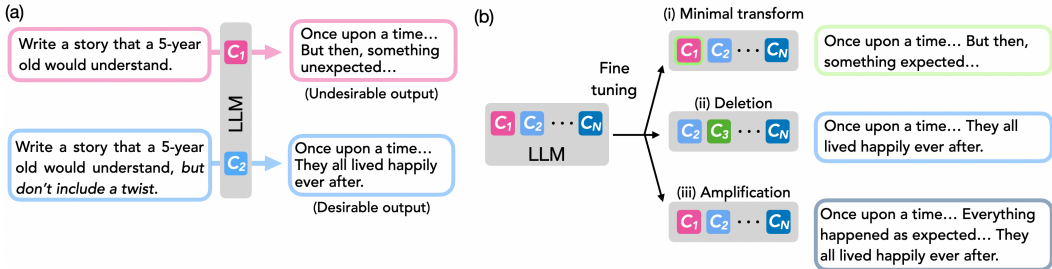 (a)
Write a story that a 5-year
old would understand.
C1
Once upon a time...
But then, something
unexpected...
(Undesirable output)
LLM
Write a story that a 5-year
old would understand, but
don't include a twist.
C2
Once upon a time...
They all lived happily
ever after.
(Desirable output)
(b)
C1 C2 ··· CN
LLM
Fine
tuning
(i) Minimal transform
C1 C2 ··· CN
Once upon a time... But then,
something expected...
(ii) Deletion
C2 C3 ··· CN
Once upon a time... They all
lived happily ever after.
(iii) Amplification
C1 C2 ··· CN
Once upon a time... Everything
happened as expected... They
all lived happily ever after.